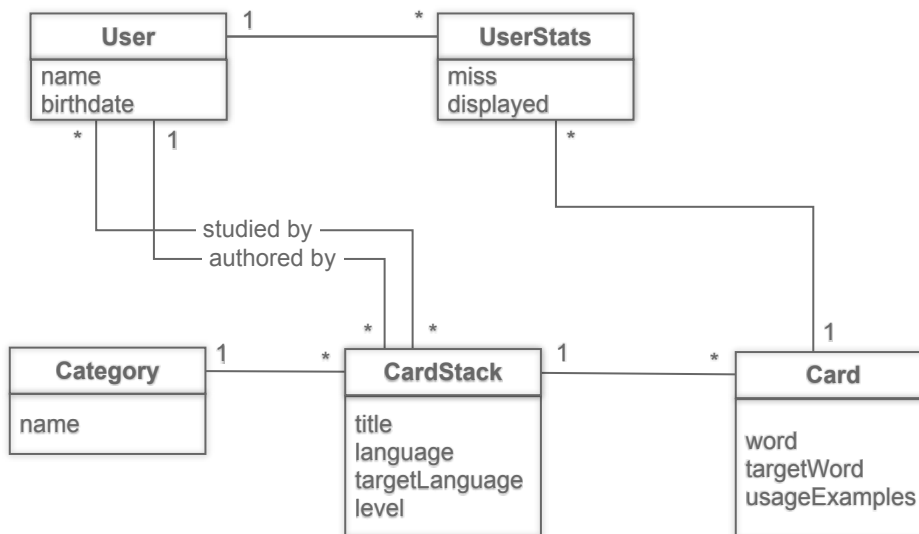 1
*
User
UserStats
name
birthdate
miss
displayed
*
1
*
studied by
authored by
*
*
1
1
*
1
*
Category
CardStack
Card
name
title
language
targetLanguage
level
word
targetWord
usageExamples